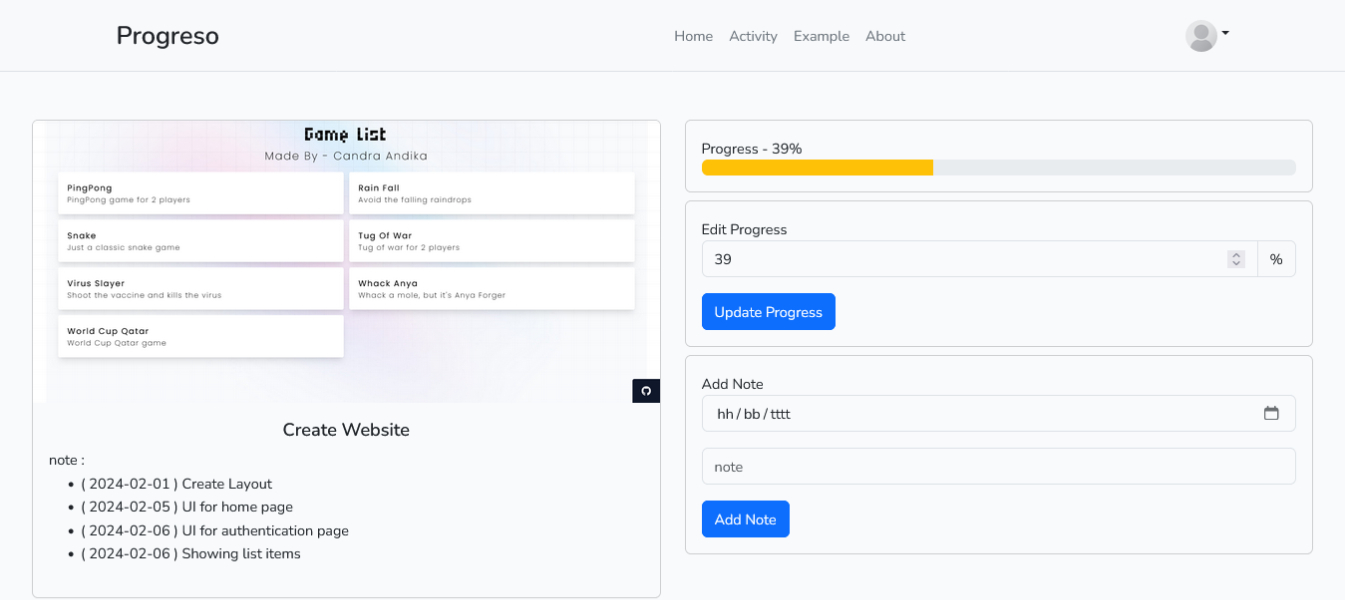 Progreso
Home Activity Example About
Game List
Made By - Candra Andika
PingPong
PingPong game for 2 players
Rain Fall
Avoid the falling raindrops
Snake
Just a classic snake game
Tug Of War
Tug of war for 2 players
Virus Slayer
Shoot the vaccine and kills the virus
Whack Anya
Whack a mole, but it's Anya Forger
World Cup Qatar
World Cup Qatar game
Create Website
note :
• ( 2024-02-01 ) Create Layout
• ( 2024-02-05 ) UI for home page
• ( 2024-02-06 ) UI for authentication page
• ( 2024-02-06 ) Showing list items
Progress - 39%
Edit Progress
39 %
Update Progress
Add Note
hh / bb / tttt
note
Add Note